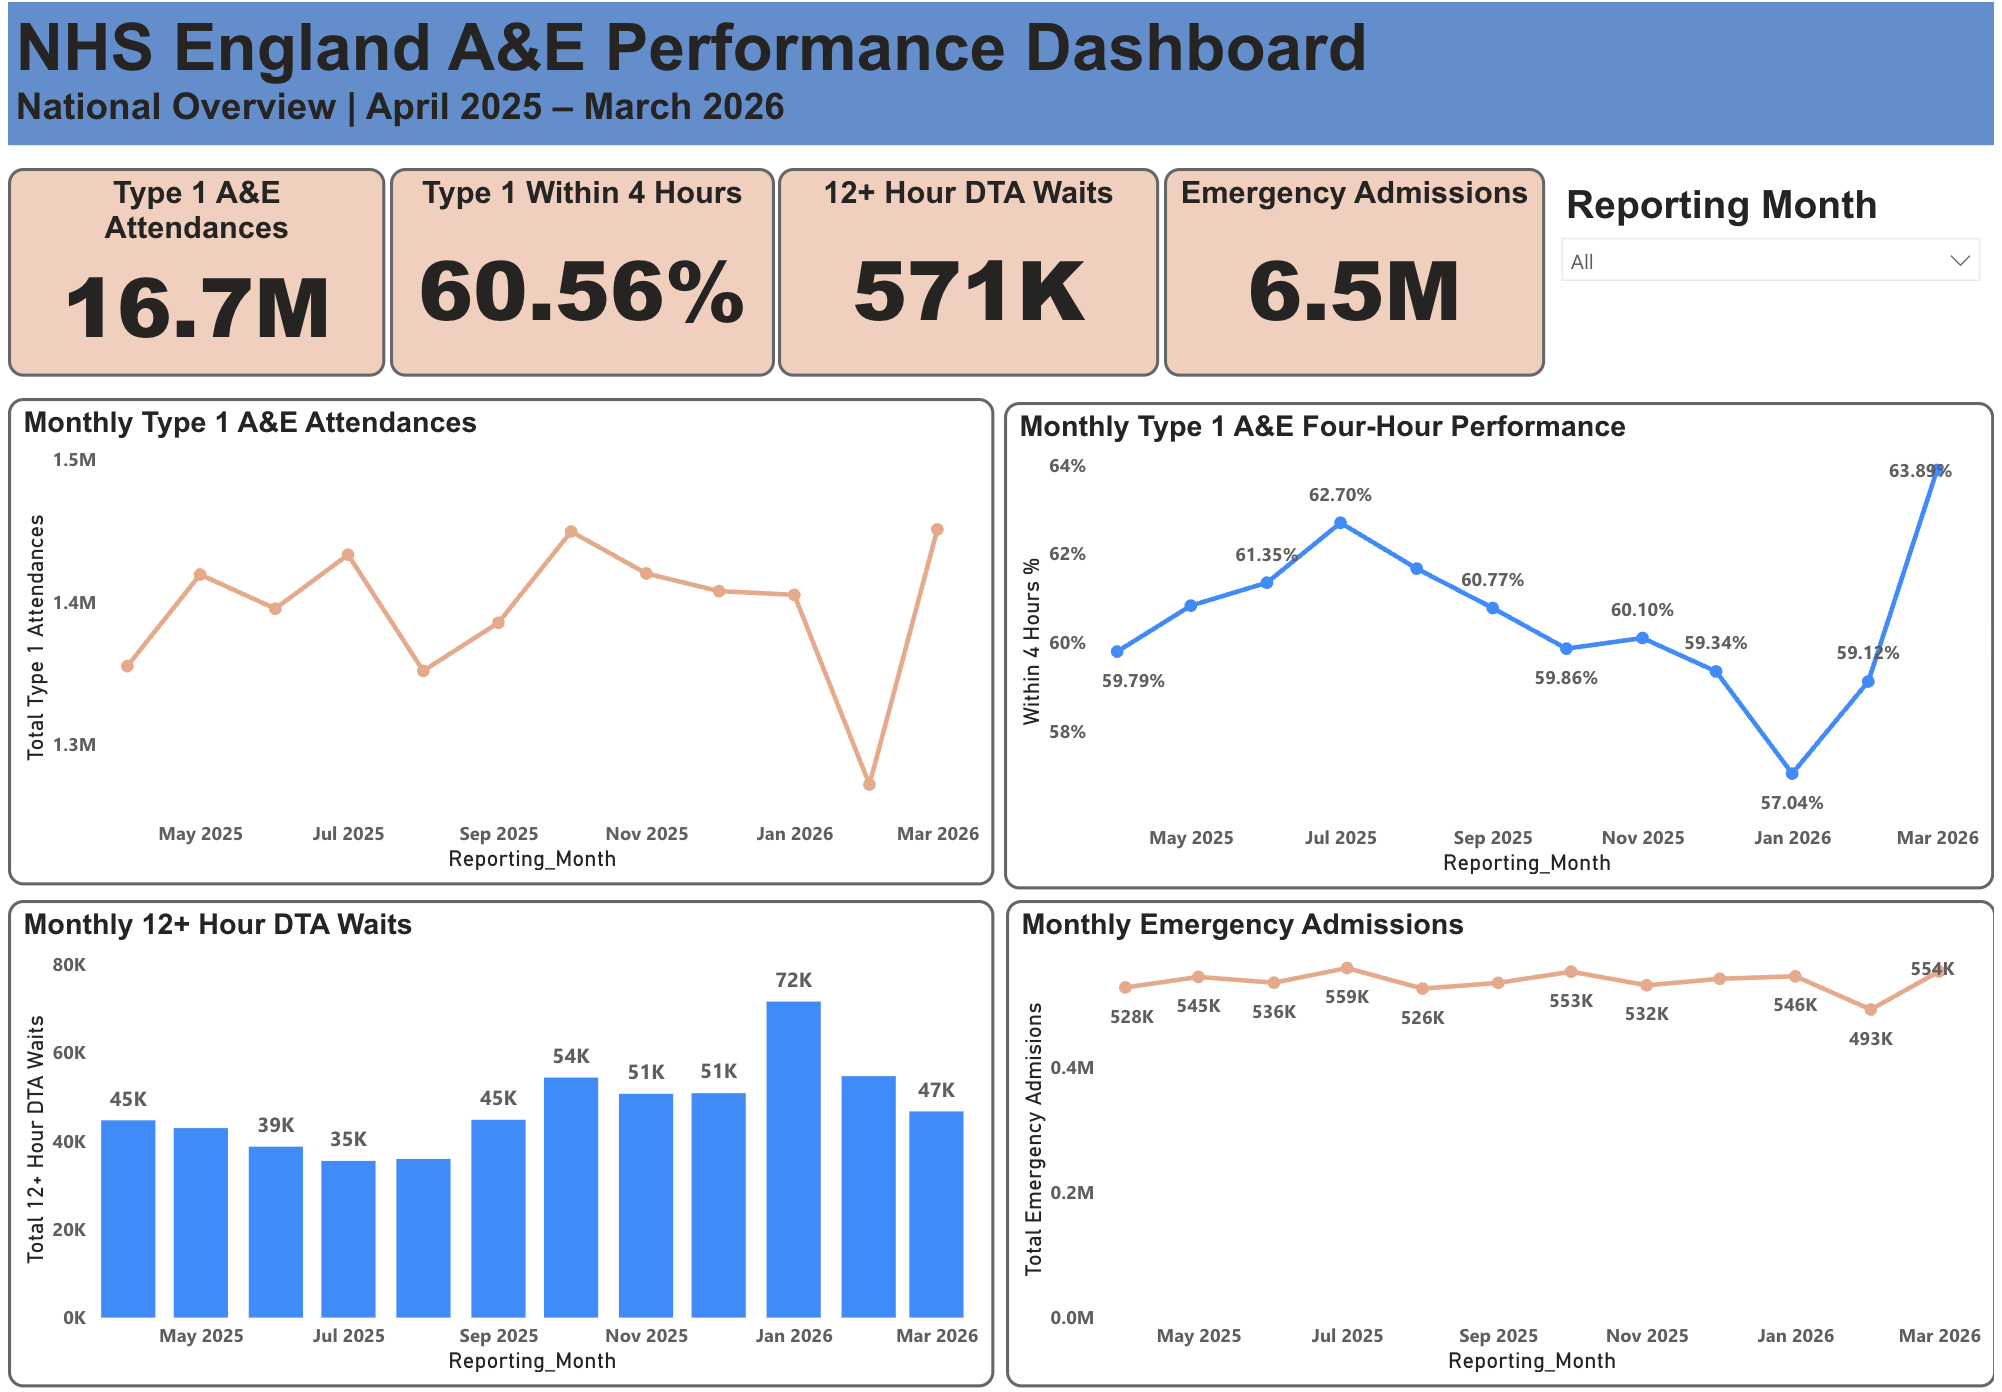 NHS England A&E Performance Dashboard
National Overview | April 2025 – March 2026
Type 1 A&E
Attendances
16.7M
Type 1 Within 4 Hours
60.56%
12+ Hour DTA Waits
571K
Emergency Admissions
6.5M
Reporting Month
All
Monthly Type 1 A&E Attendances
Total Type 1 Attendances
1.5M
1.4M
1.3M
May 2025
Jul 2025
Sep 2025
Nov 2025
Jan 2026
Mar 2026
Reporting_Month
Monthly Type 1 A&E Four-Hour Performance
Within 4 Hours %
64%
62%
60%
58%
59.79%
61.35%
62.70%
60.77%
59.86%
60.10%
59.34%
57.04%
59.12%
63.89%
May 2025
Jul 2025
Sep 2025
Nov 2025
Jan 2026
Mar 2026
Reporting_Month
Monthly 12+ Hour DTA Waits
Total 12+ Hour DTA Waits
80K
60K
40K
20K
0K
45K
39K
35K
45K
54K
51K
51K
72K
47K
May 2025
Jul 2025
Sep 2025
Nov 2025
Jan 2026
Mar 2026
Reporting_Month
Monthly Emergency Admissions
Total Emergency Admisions
0.4M
0.2M
0.0M
528K
545K
536K
559K
526K
553K
532K
546K
493K
554K
May 2025
Jul 2025
Sep 2025
Nov 2025
Jan 2026
Mar 2026
Reporting_Month